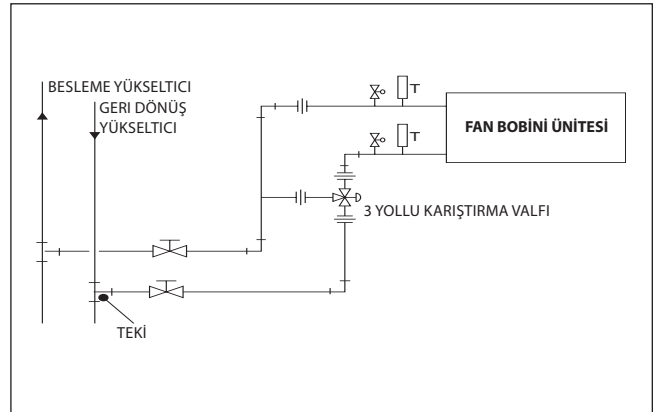 BESLEME YÜKSELTICI
GERI DÖNÜŞ
YÜKSELTICI
T
T
FAN BOBİNİ ÜNİTESİ
3 YOLLU KARIŞTIRMA VALFI
TEKİ